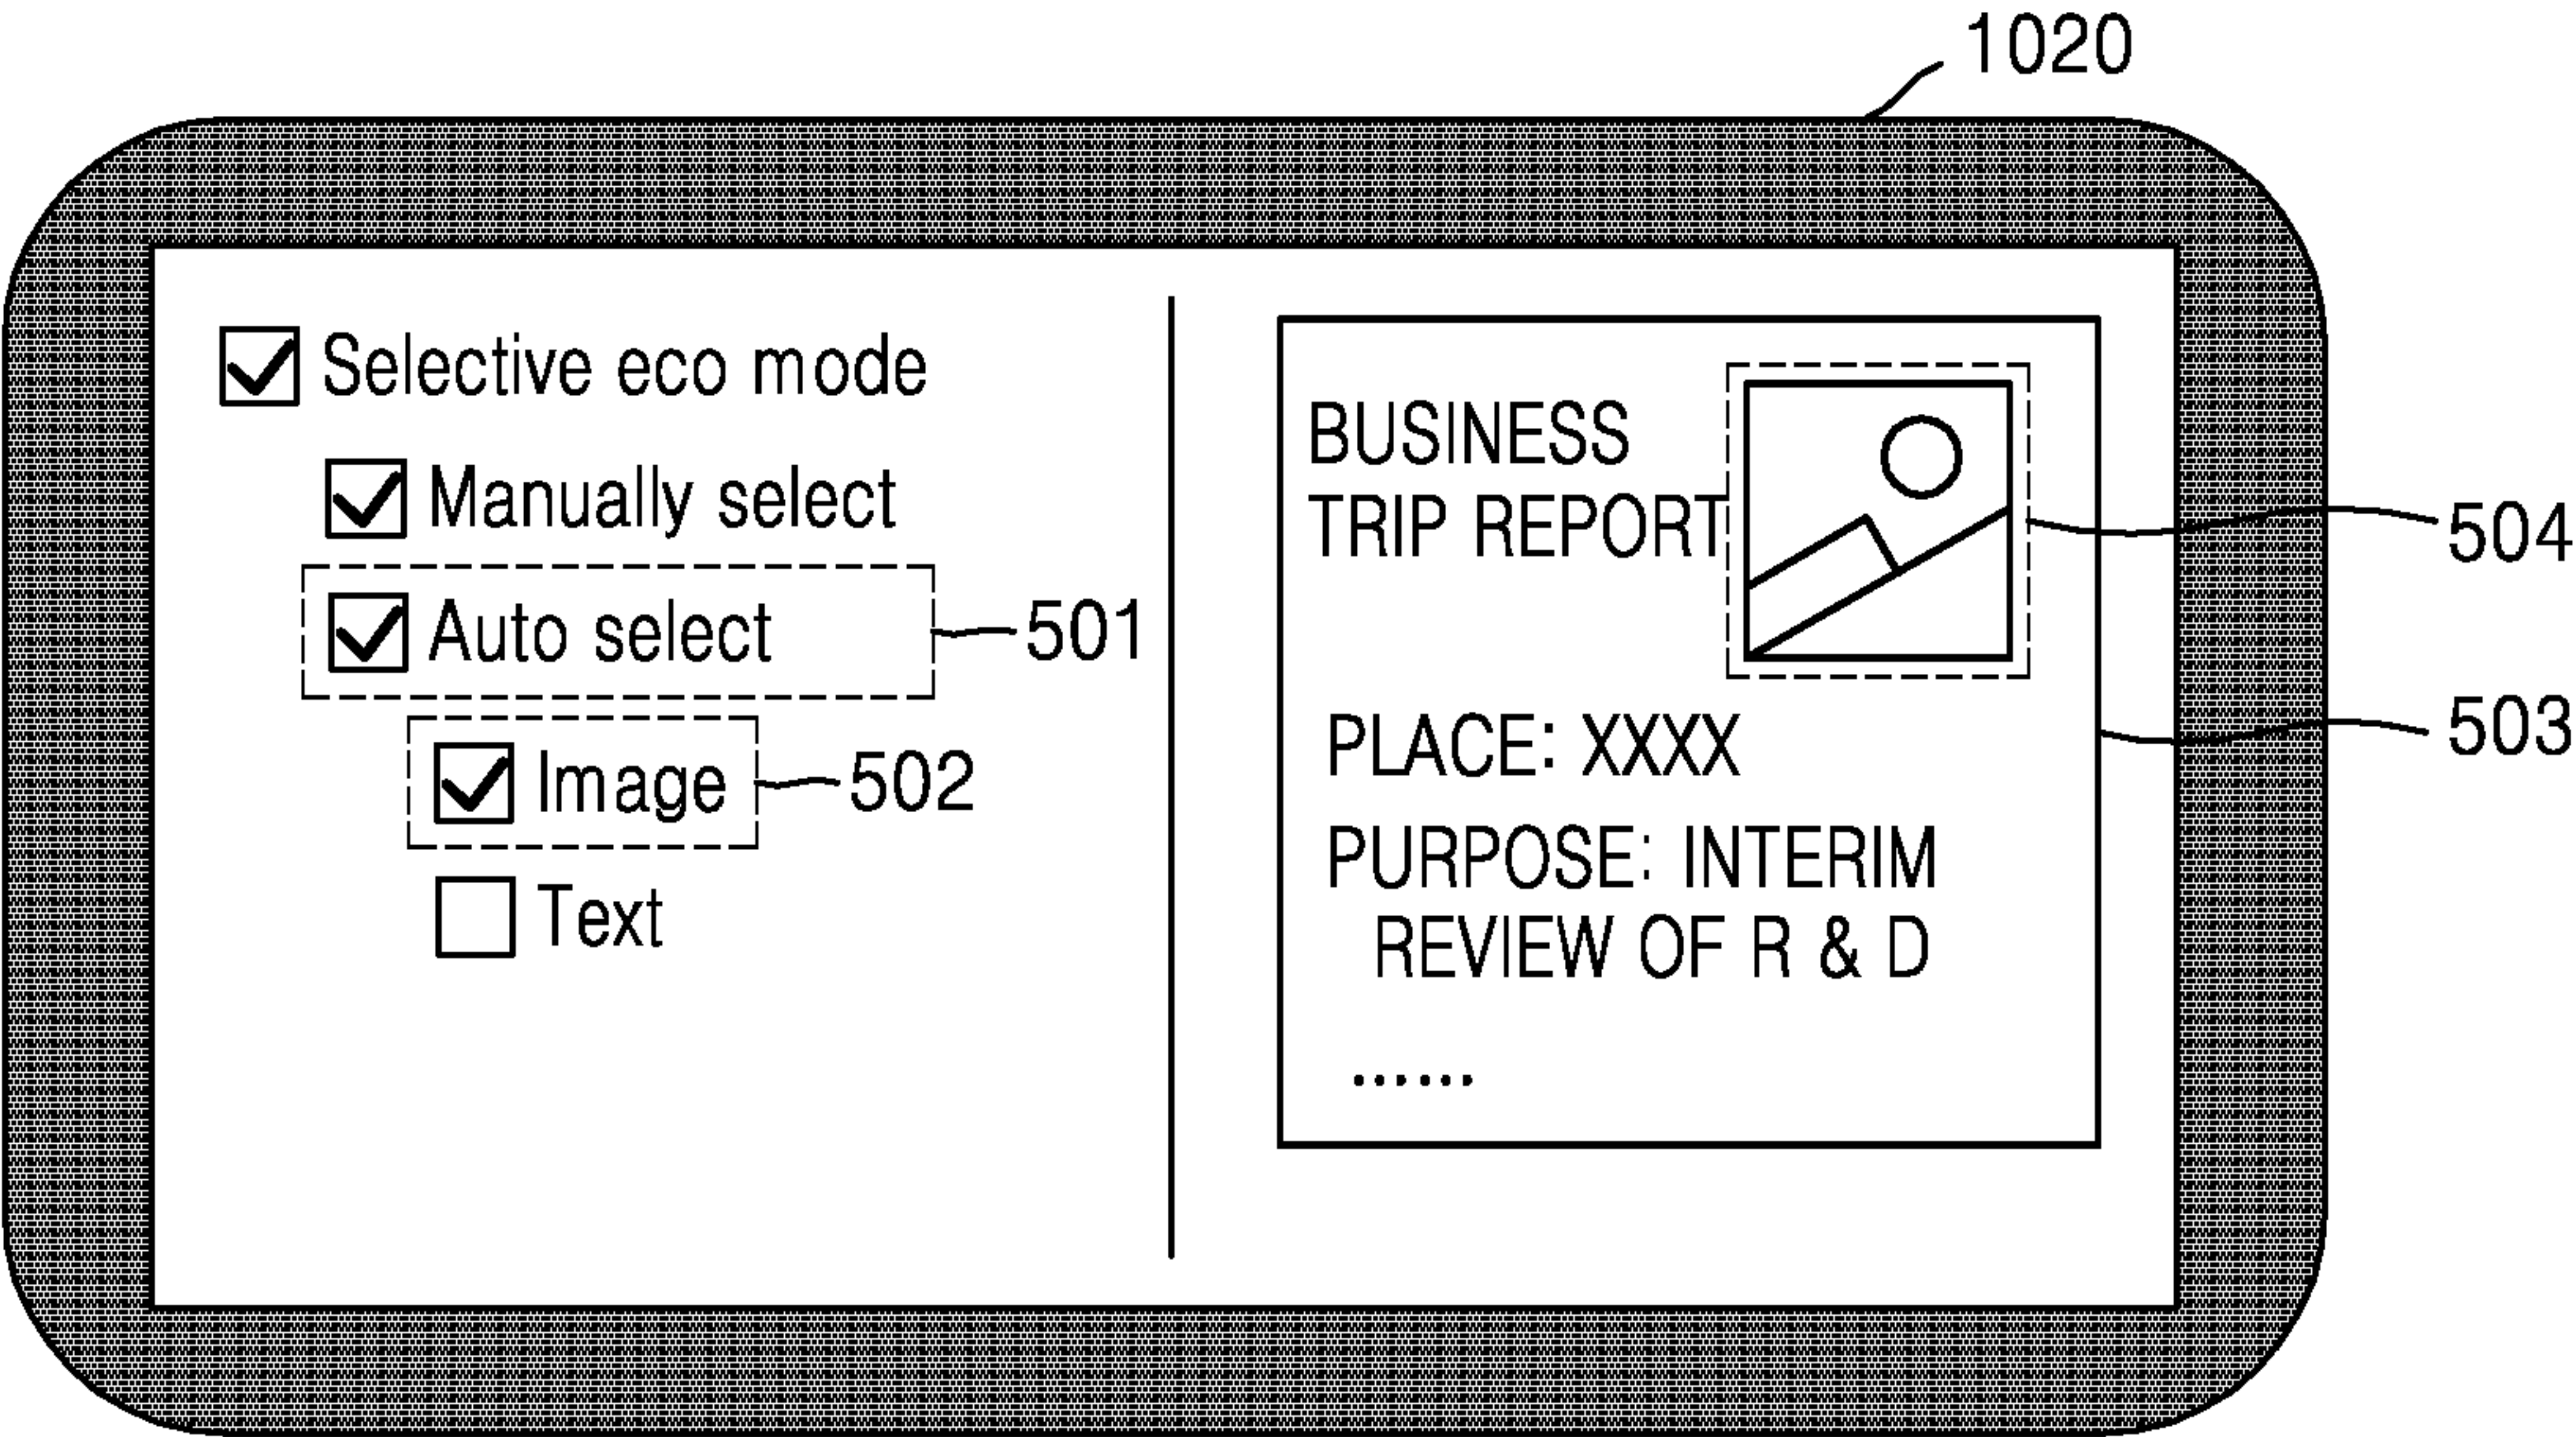 1020
Selective eco mode
Manually select
Auto select
501
Image
502
Text
BUSINESS
TRIP REPORT
504
PLACE: XXXX
503
PURPOSE: INTERIM
REVIEW OF R & D
......